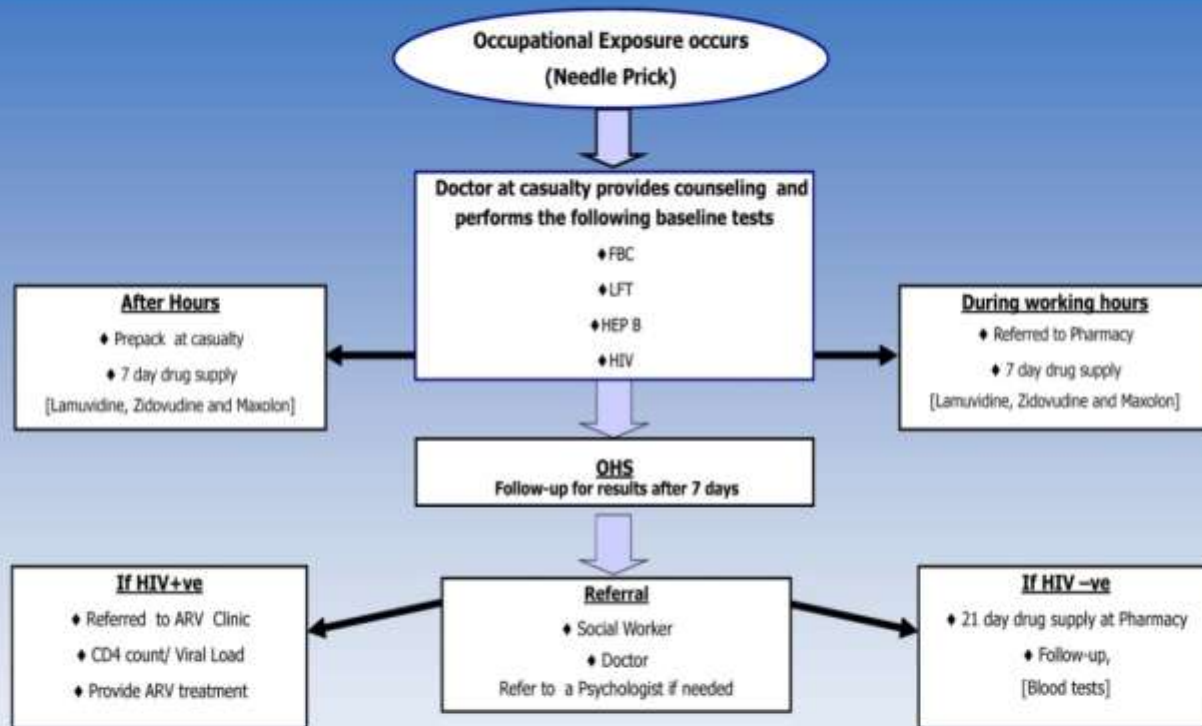 Occupational Exposure occurs
(Needle Prick)
Doctor at casualty provides counseling and
performs the following baseline tests
♦FBC
♦LFT
♦HEP B
♦HIV
After Hours
♦ Prepack at casualty
♦ 7 day drug supply
[Lamuvidine, Zidovudine and Maxolon]
During working hours
♦ Referred to Pharmacy
♦ 7 day drug supply
[Lamuvidine, Zidovudine and Maxolon]
OHS
Follow-up for results after 7 days
If HIV+ve
♦ Referred to ARV Clinic
♦ CD4 count/ Viral Load
♦ Provide ARV treatment
Referral
♦ Social Worker
♦ Doctor
Refer to a Psychologist if needed
If HIV –ve
♦ 21 day drug supply at Pharmacy
♦ Follow-up,
[Blood tests]